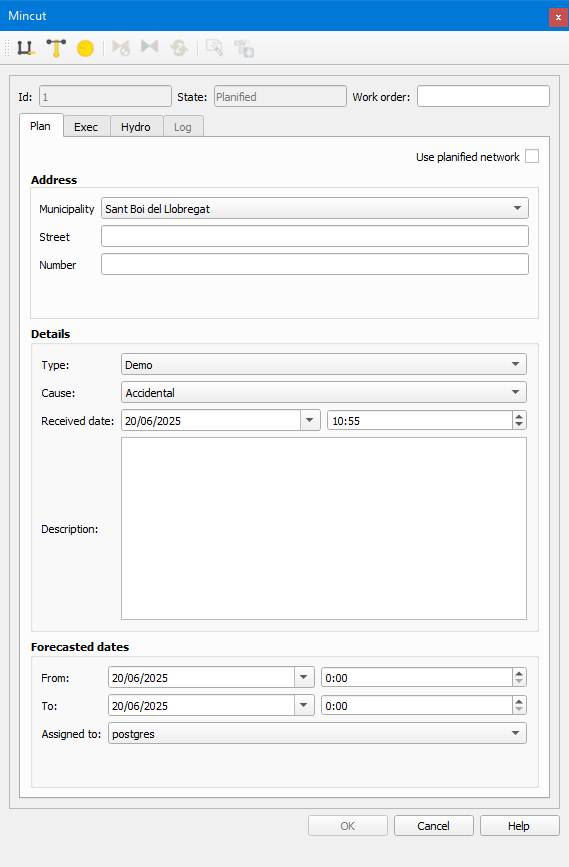 Mincut
x
Id: 1 State: Planified Work order:
Plan Exec Hydro Log
Use planified network
Address
Municipality Sant Boi del Llobregat
Street
Number
Details
Type: Demo
Cause: Accidental
Received date: 20/06/2025 10:55
Description:
Forecasted dates
From: 20/06/2025 0:00
To: 20/06/2025 0:00
Assigned to: postgres
OK Cancel Help